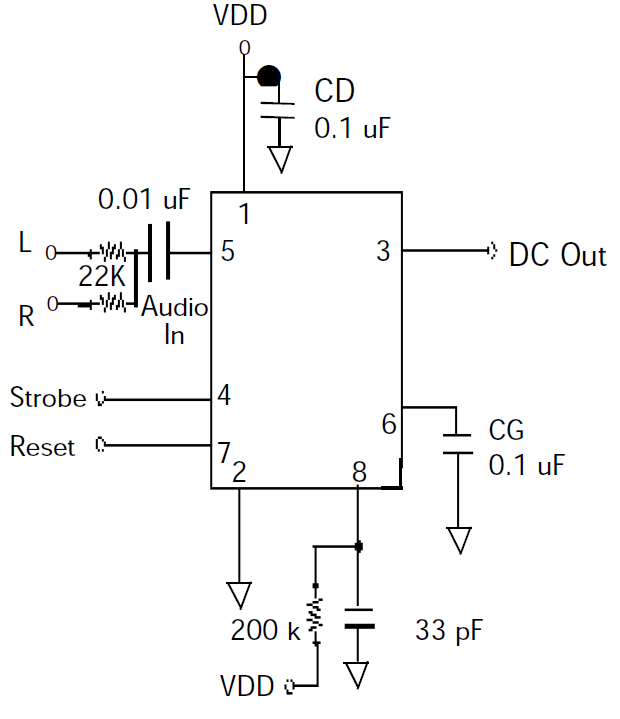 VDD
0
CD
0.1 uF
0.01 uF
1
L 0
5
3
DC Out
22K
R 0
Audio
In
Strobe
4
6
CG
Reset
7
0.1 uF
2
8
200 k
33 pF
VDD